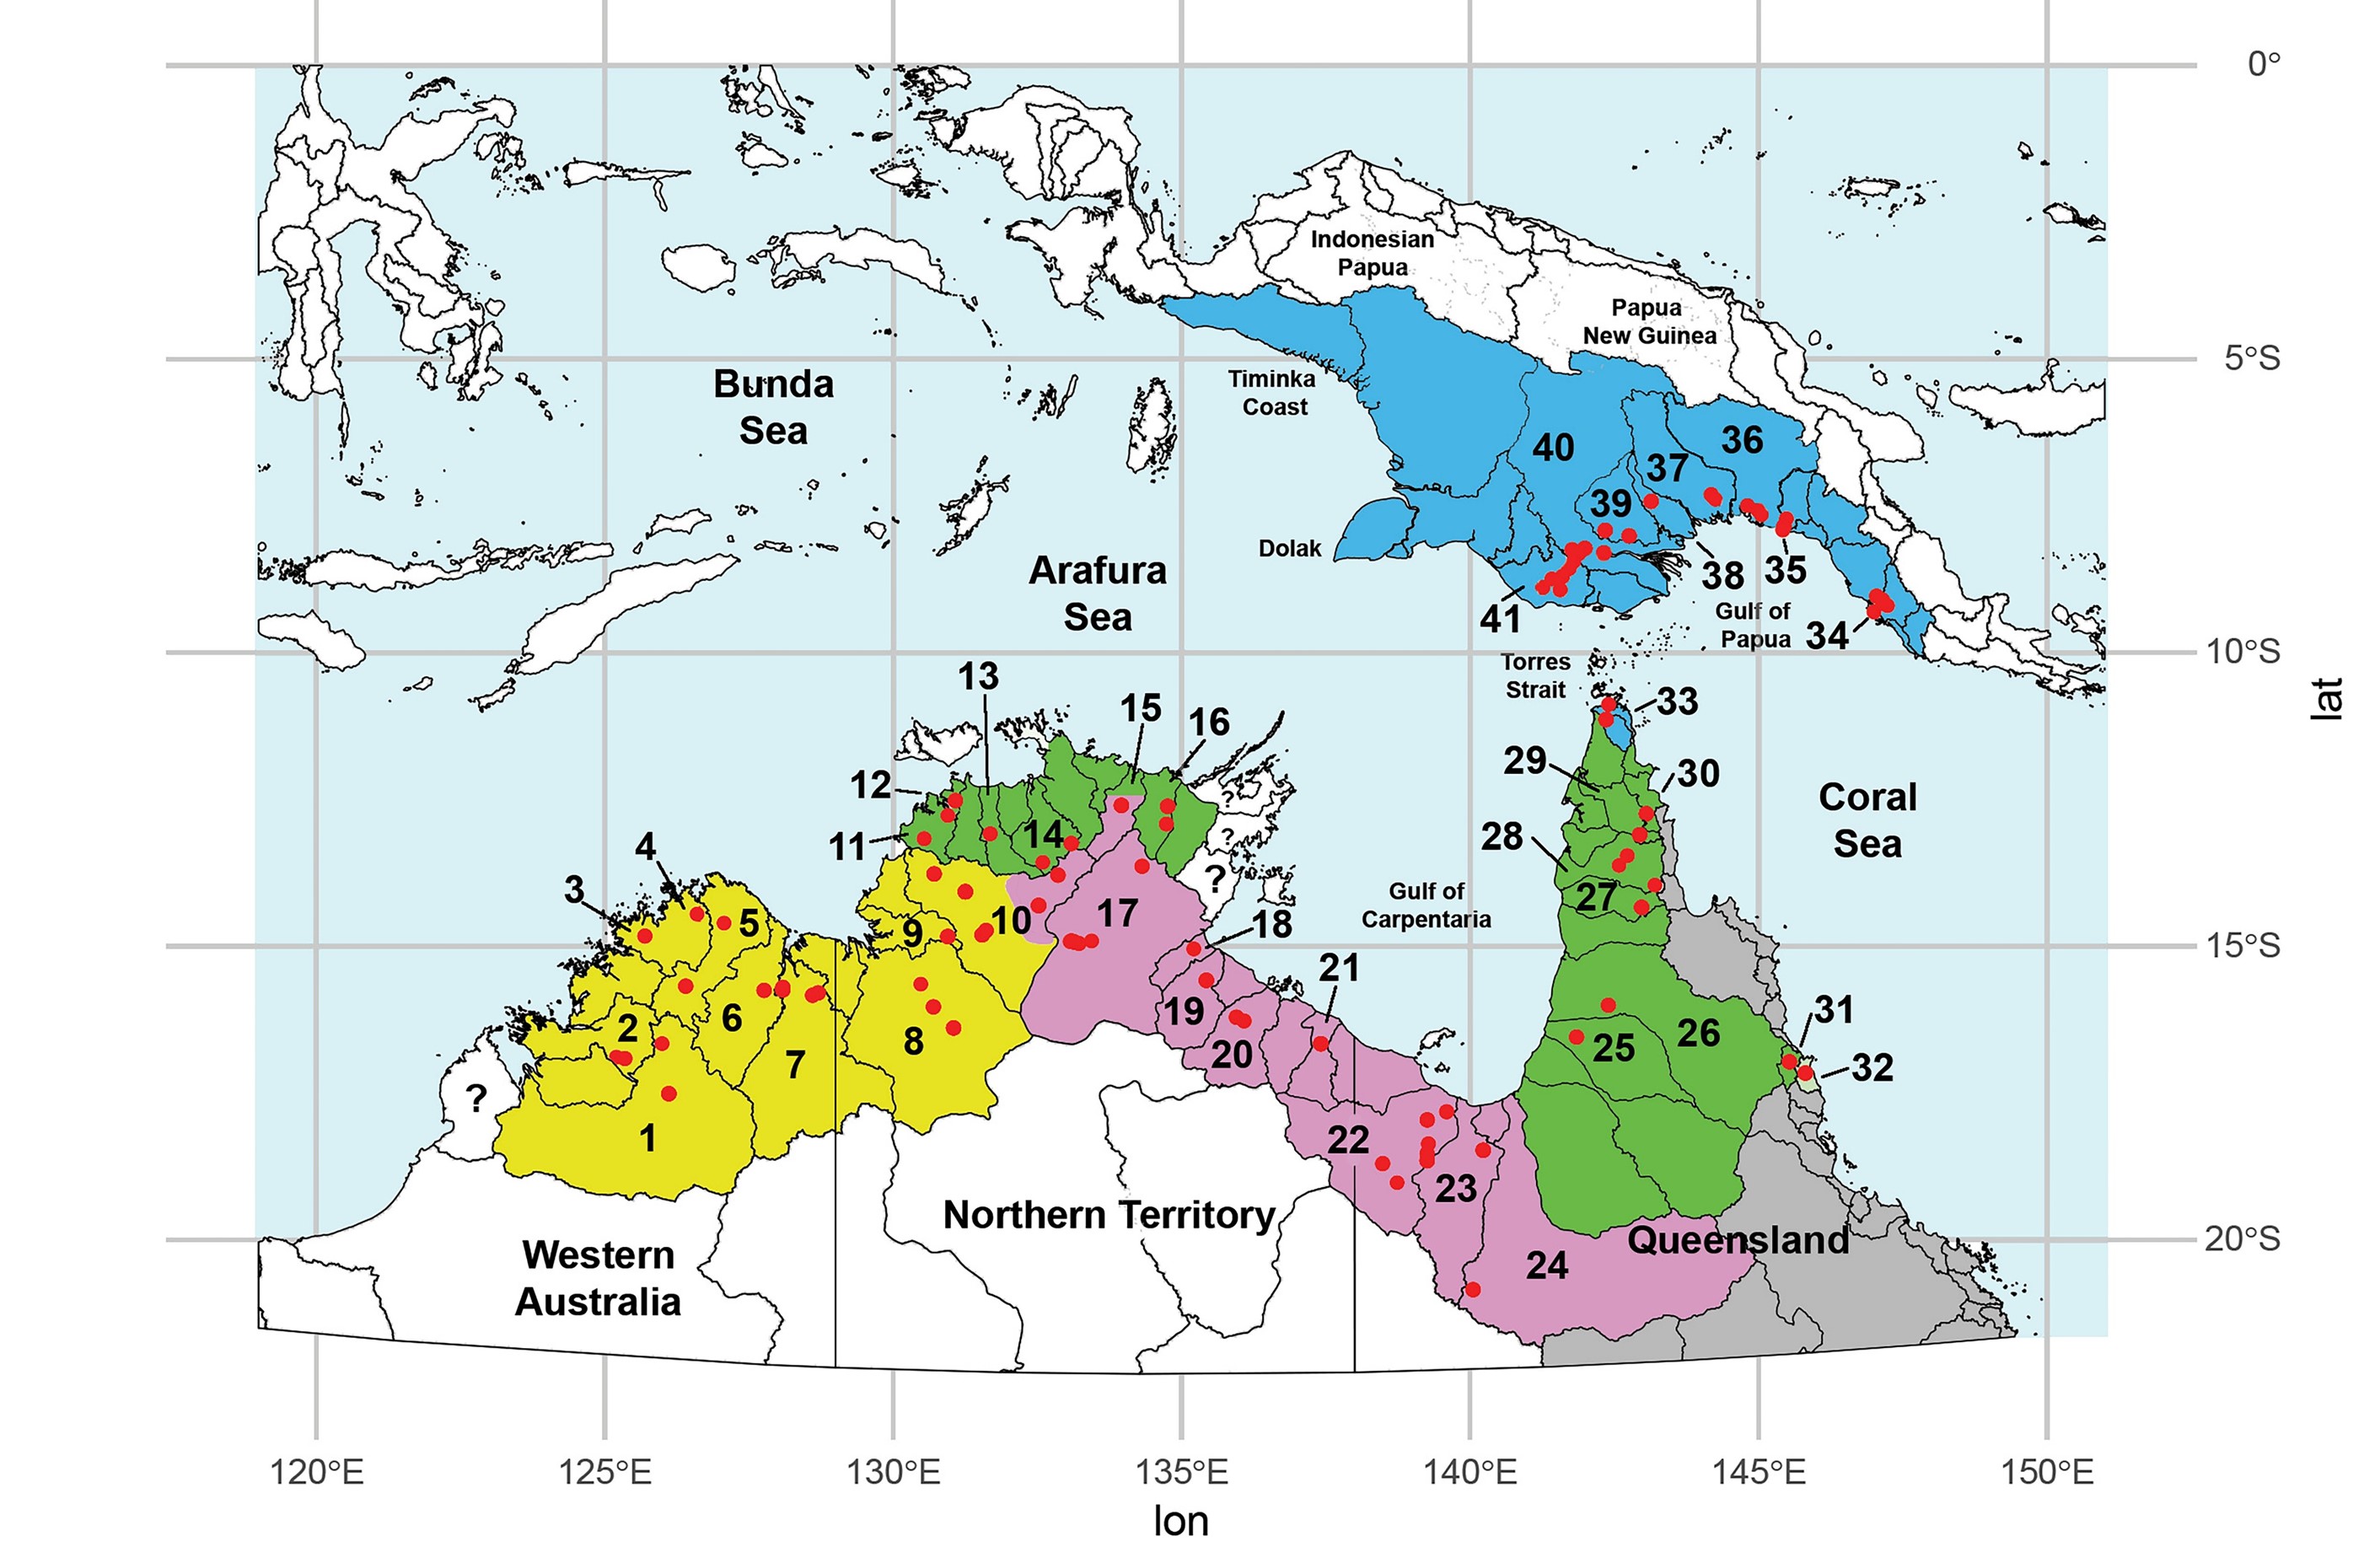 0°
Indonesian
Papua
Papua
New Guinea
5°S
Bunda
Sea
Timinka
Coast
40
36
37
39
Dolak
Arafura
Sea
38
35
41
Gulf of
Papua
34
10°S
lat
Torres
Strait
13
33
15
16
29
30
12
Coral
Sea
?
14
28
?
11
4
3
?
27
Gulf of
Carpentaria
5
17
10
9
18
15°S
21
31
19
2
6
26
8
25
20
7
32
?
1
22
23
Northern Territory
Queensland
20°S
Western
Australia
24
120°E
125°E
130°E
135°E
140°E
145°E
150°E
lon